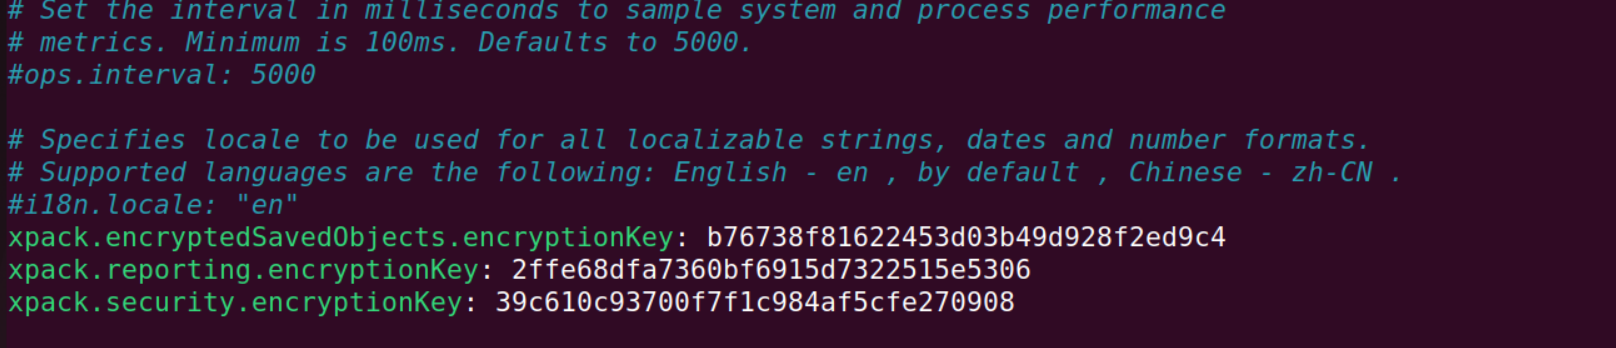 # Set the interval in milliseconds to sample system and process performance
# metrics. Minimum is 100ms. Defaults to 5000.
#ops.interval: 5000
# Specifies locale to be used for all localizable strings, dates and number formats.
# Supported languages are the following: English - en , by default , Chinese - zh-CN .
#i18n.locale: "en"
xpack.encryptedSavedObjects.encryptionKey: b76738f81622453d03b49d928f2ed9c4
xpack.reporting.encryptionKey: 2ffe68dfa7360bf6915d7322515e5306
xpack.security.encryptionKey: 39c610c93700f7f1c984af5cfe270908